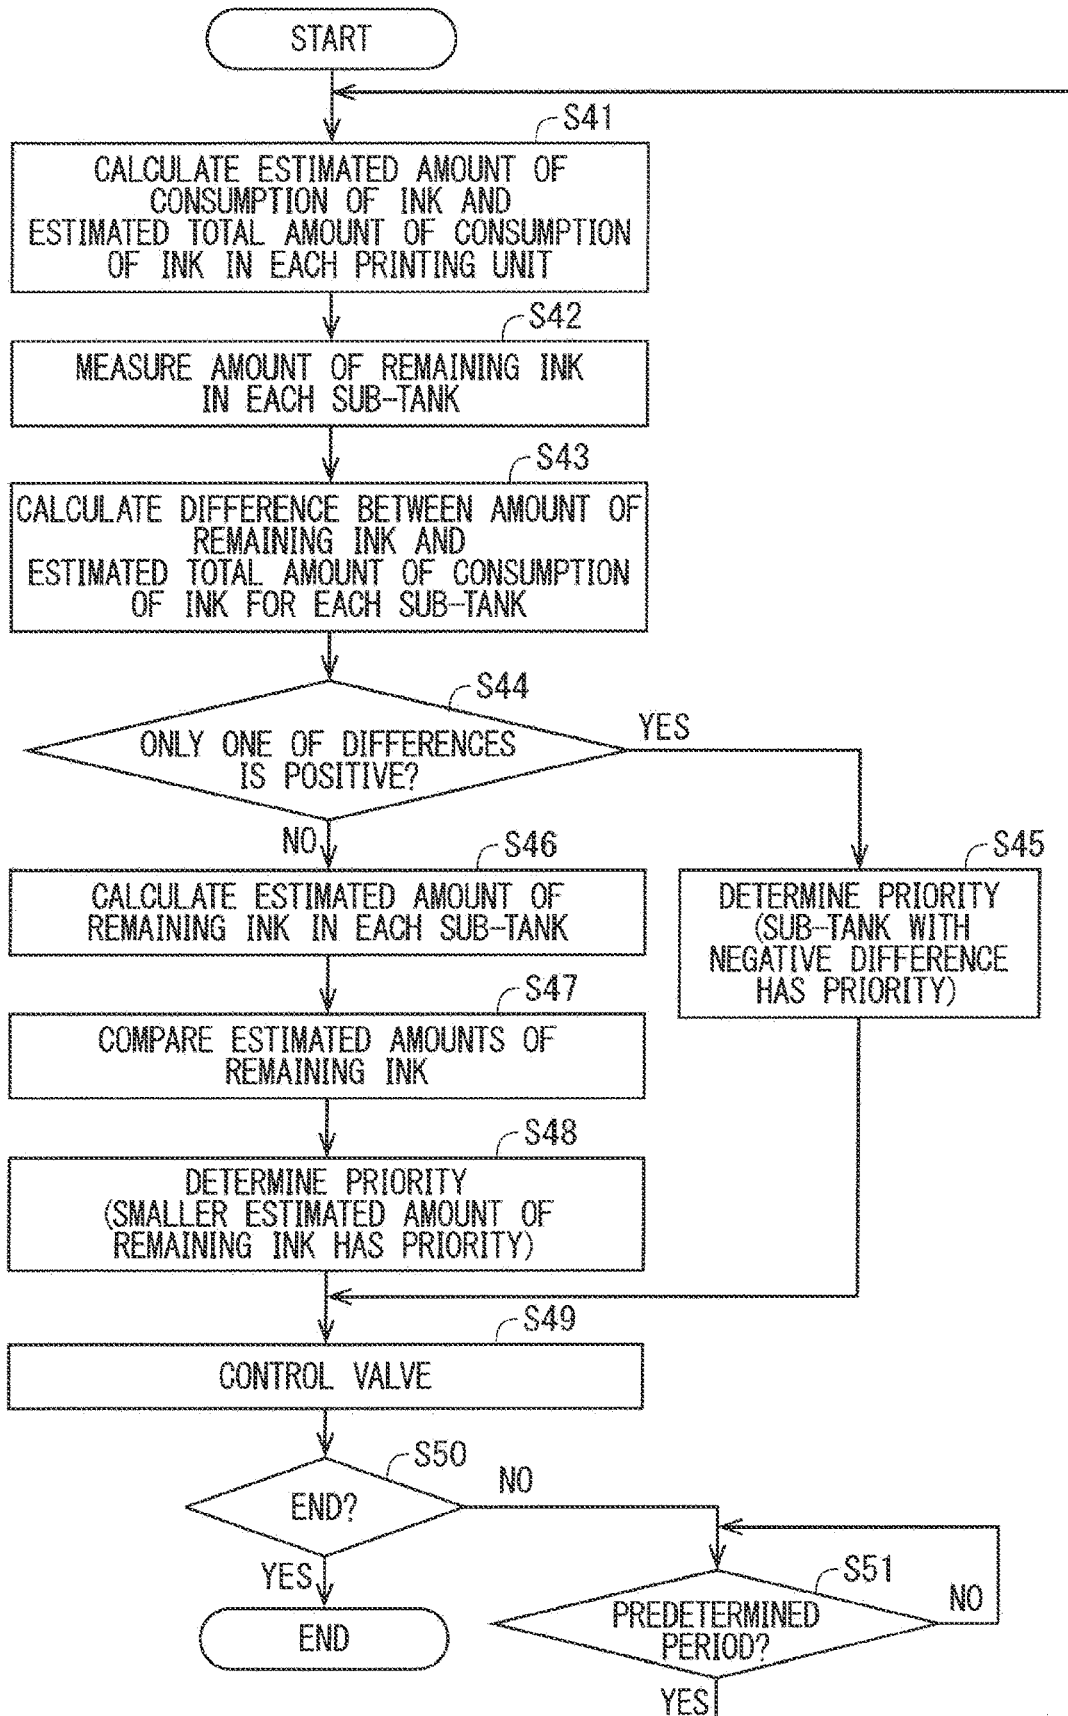 START
S41
CALCULATE ESTIMATED AMOUNT OF
CONSUMPTION OF INK AND
ESTIMATED TOTAL AMOUNT OF CONSUMPTION
OF INK IN EACH PRINTING UNIT
S42
MEASURE AMOUNT OF REMAINING INK
IN EACH SUB-TANK
S43
CALCULATE DIFFERENCE BETWEEN AMOUNT OF
REMAINING INK AND
ESTIMATED TOTAL AMOUNT OF CONSUMPTION
OF INK FOR EACH SUB-TANK
S44
ONLY ONE OF DIFFERENCES
IS POSITIVE?
YES
NO
S45
DETERMINE PRIORITY
(SUB-TANK WITH
NEGATIVE DIFFERENCE
HAS PRIORITY)
S46
CALCULATE ESTIMATED AMOUNT OF
REMAINING INK IN EACH SUB-TANK
S47
COMPARE ESTIMATED AMOUNTS OF
REMAINING INK
S48
DETERMINE PRIORITY
(SMALLER ESTIMATED AMOUNT OF
REMAINING INK HAS PRIORITY)
S49
CONTROL VALVE
S50
END?
NO
YES
END
S51
PREDETERMINED
PERIOD?
NO
YES